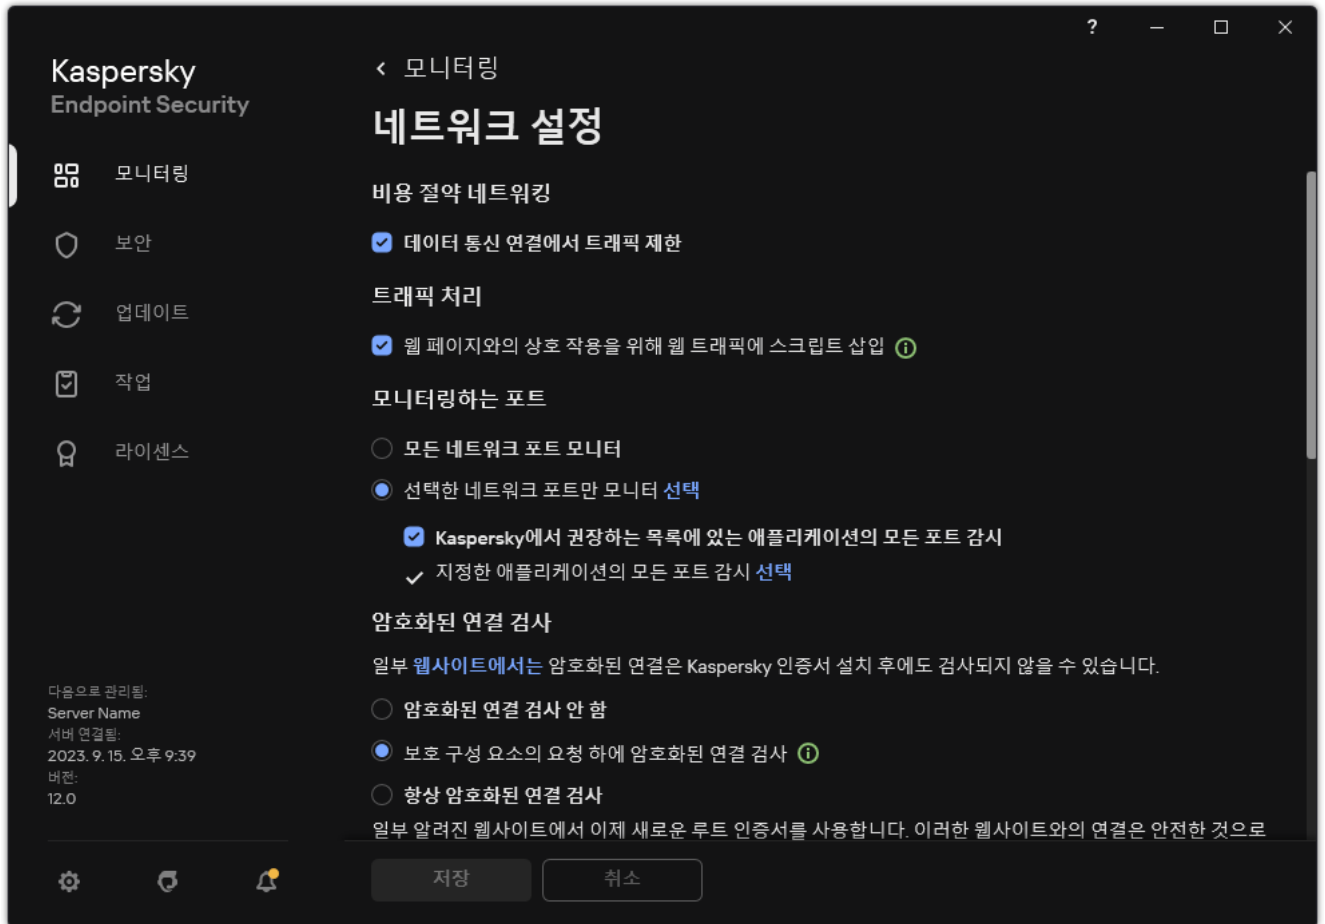 ?
Kaspersky
Endpoint Security
모니터링
보안
업데이트
작업
라이센스
다음으로 관리됨:
Server Name
서버 연결됨:
2023. 9. 15. 오후 9:39
버전:
12.0
모니터링
네트워크 설정
비용 절약 네트워킹
데이터 통신 연결에서 트래픽 제한
트래픽 처리
웹 페이지와의 상호 작용을 위해 웹 트래픽에 스크립트 삽입
모니터링하는 포트
모든 네트워크 포트 모니터
선택한 네트워크 포트만 모니터 선택
Kaspersky에서 권장하는 목록에 있는 애플리케이션의 모든 포트 감시
지정한 애플리케이션의 모든 포트 감시 선택
암호화된 연결 검사
일부 웹사이트에서는 암호화된 연결은 Kaspersky 인증서 설치 후에도 검사되지 않을 수 있습니다.
암호화된 연결 검사 안 함
보호 구성 요소의 요청 하에 암호화된 연결 검사
항상 암호화된 연결 검사
일부 알려진 웹사이트에서 이제 새로운 루트 인증서를 사용합니다. 이러한 웹사이트와의 연결은 안전한 것으로
저장
취소